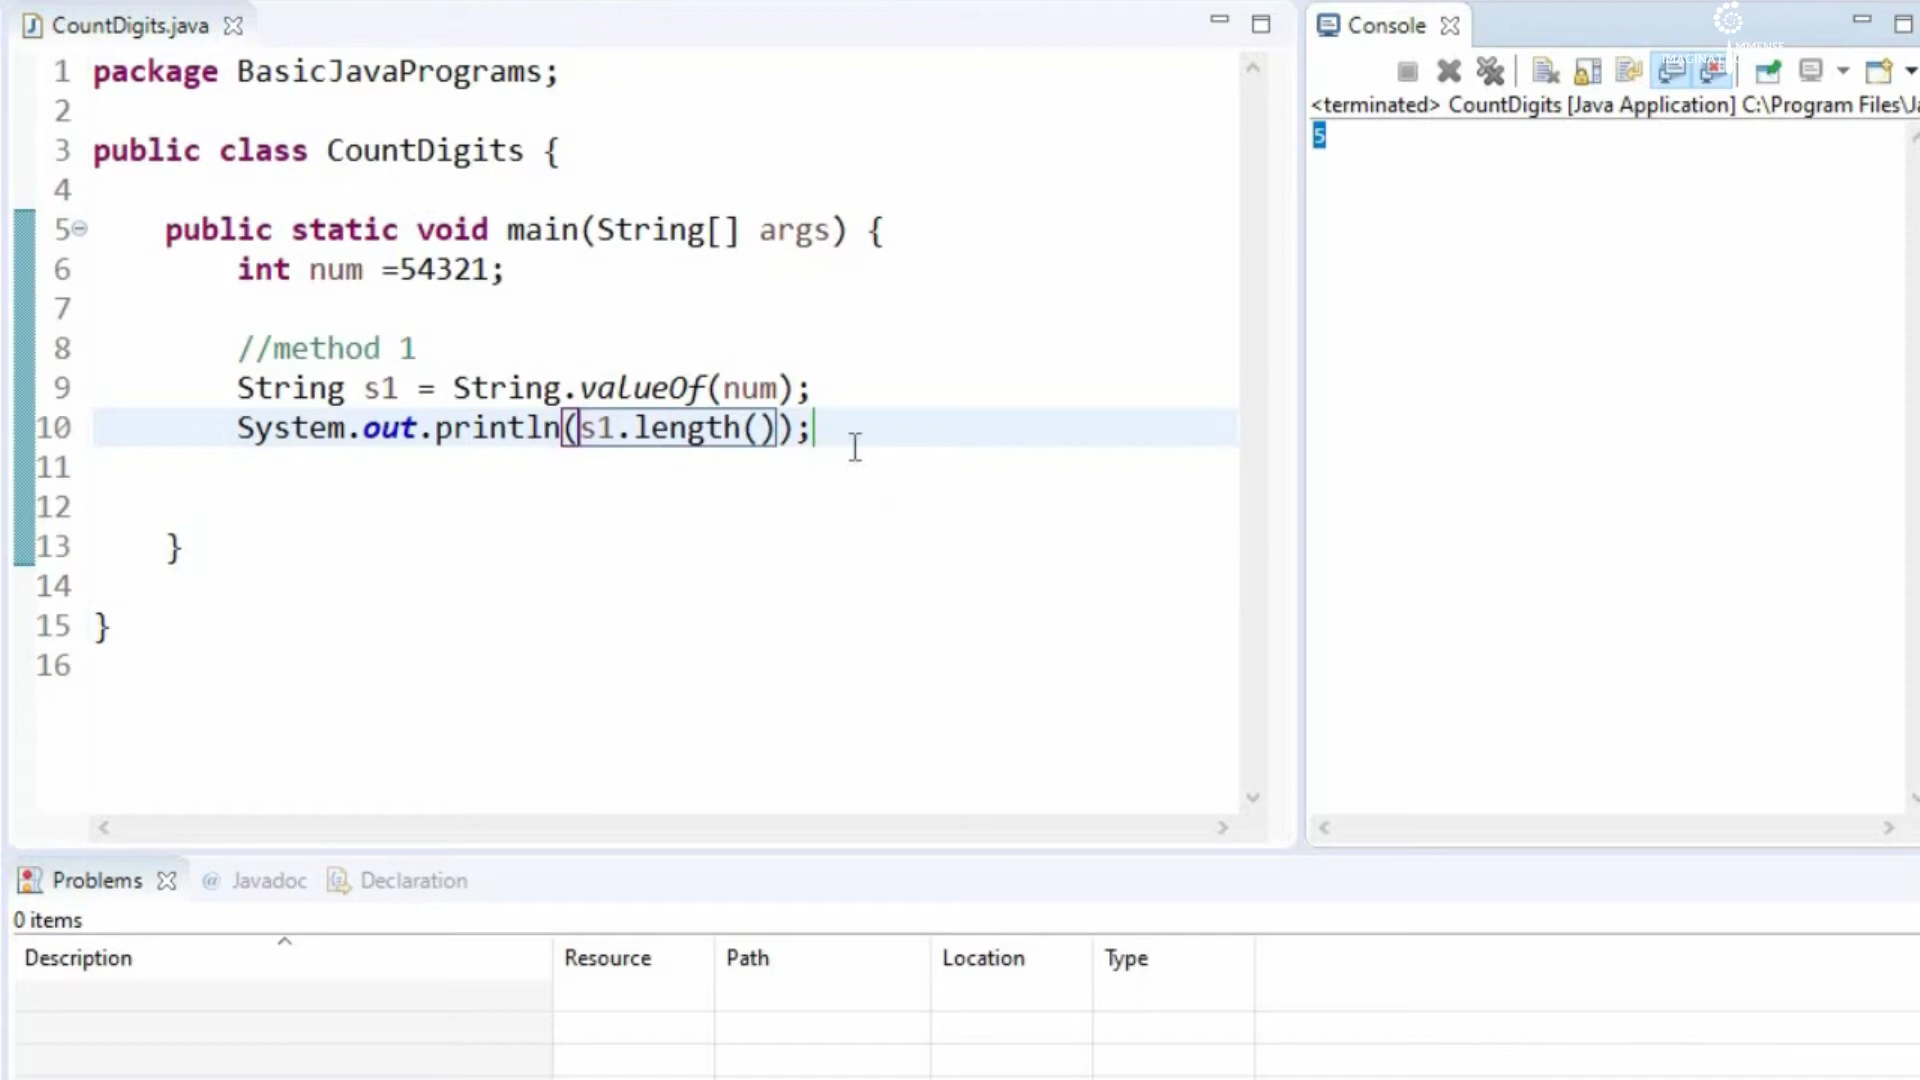 CountDigits.java
1 package BasicJavaPrograms;
2
3 public class CountDigits {
4
5 public static void main(String[] args) {
6 int num =54321;
7
8 //method 1
9 String s1 = String.valueOf(num);
10 System.out.println(s1.length());
11
12
13 }
14
15 }
16
Console
<terminated> CountDigits [Java Application] C:\Program Files\Ja
5
Problems @ Javadoc Declaration
0 items
Description Resource Path Location Type